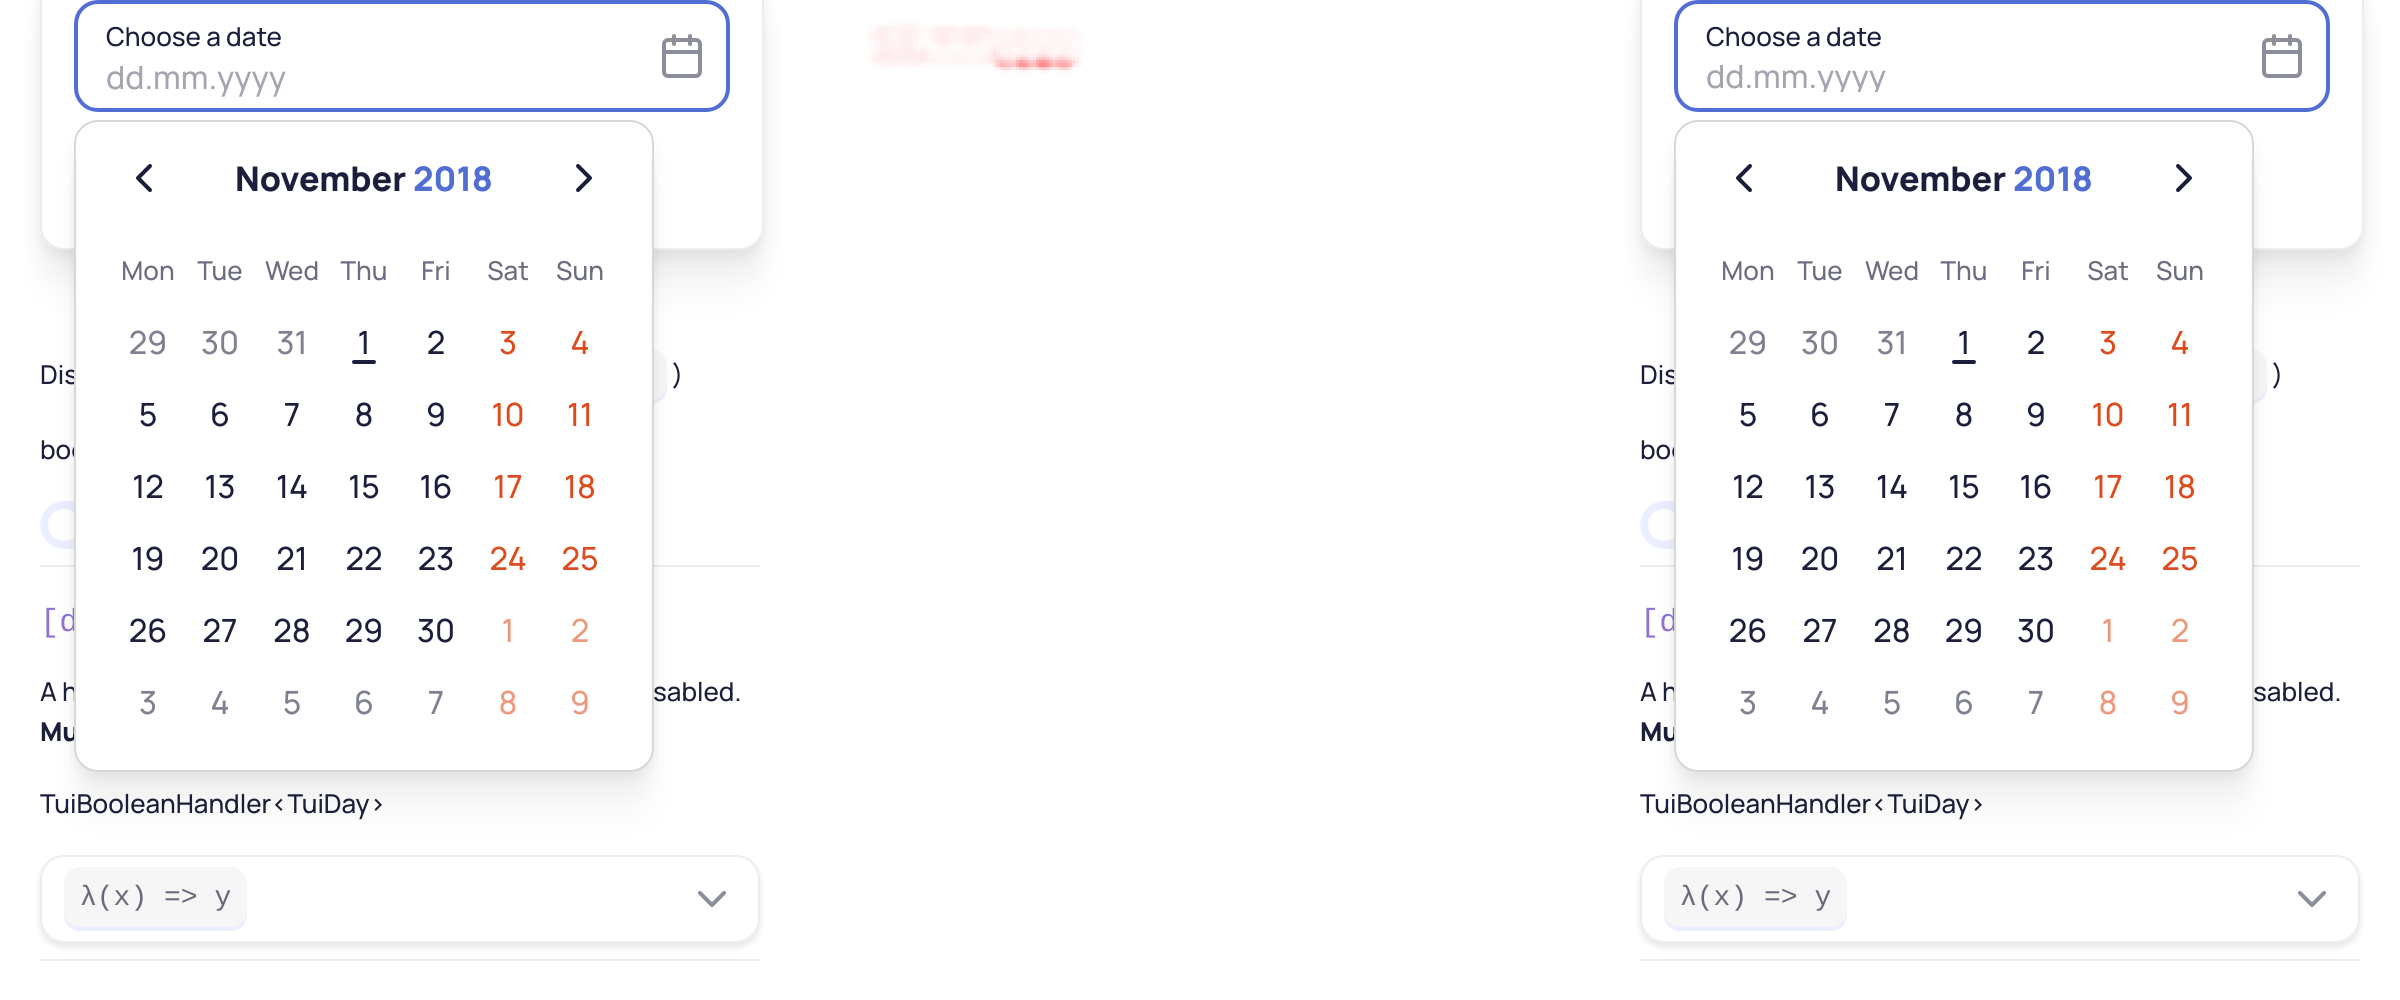 Choose a date
dd.mm.yyyy
November 2018
Mon Tue Wed Thu Fri Sat Sun
29 30 31 1 2 3 4
5 6 7 8 9 10 11
12 13 14 15 16 17 18
19 20 21 22 23 24 25
26 27 28 29 30 1 2
3 4 5 6 7 8 9
Dis )
boo
[d
A h sabled.
Mu
TuiBooleanHandler<TuiDay>
λ(x) => y
Choose a date
dd.mm.yyyy
November 2018
Mon Tue Wed Thu Fri Sat Sun
29 30 31 1 2 3 4
5 6 7 8 9 10 11
12 13 14 15 16 17 18
19 20 21 22 23 24 25
26 27 28 29 30 1 2
3 4 5 6 7 8 9
Dis )
boo
[d
A h sabled.
Mu
TuiBooleanHandler<TuiDay>
λ(x) => y